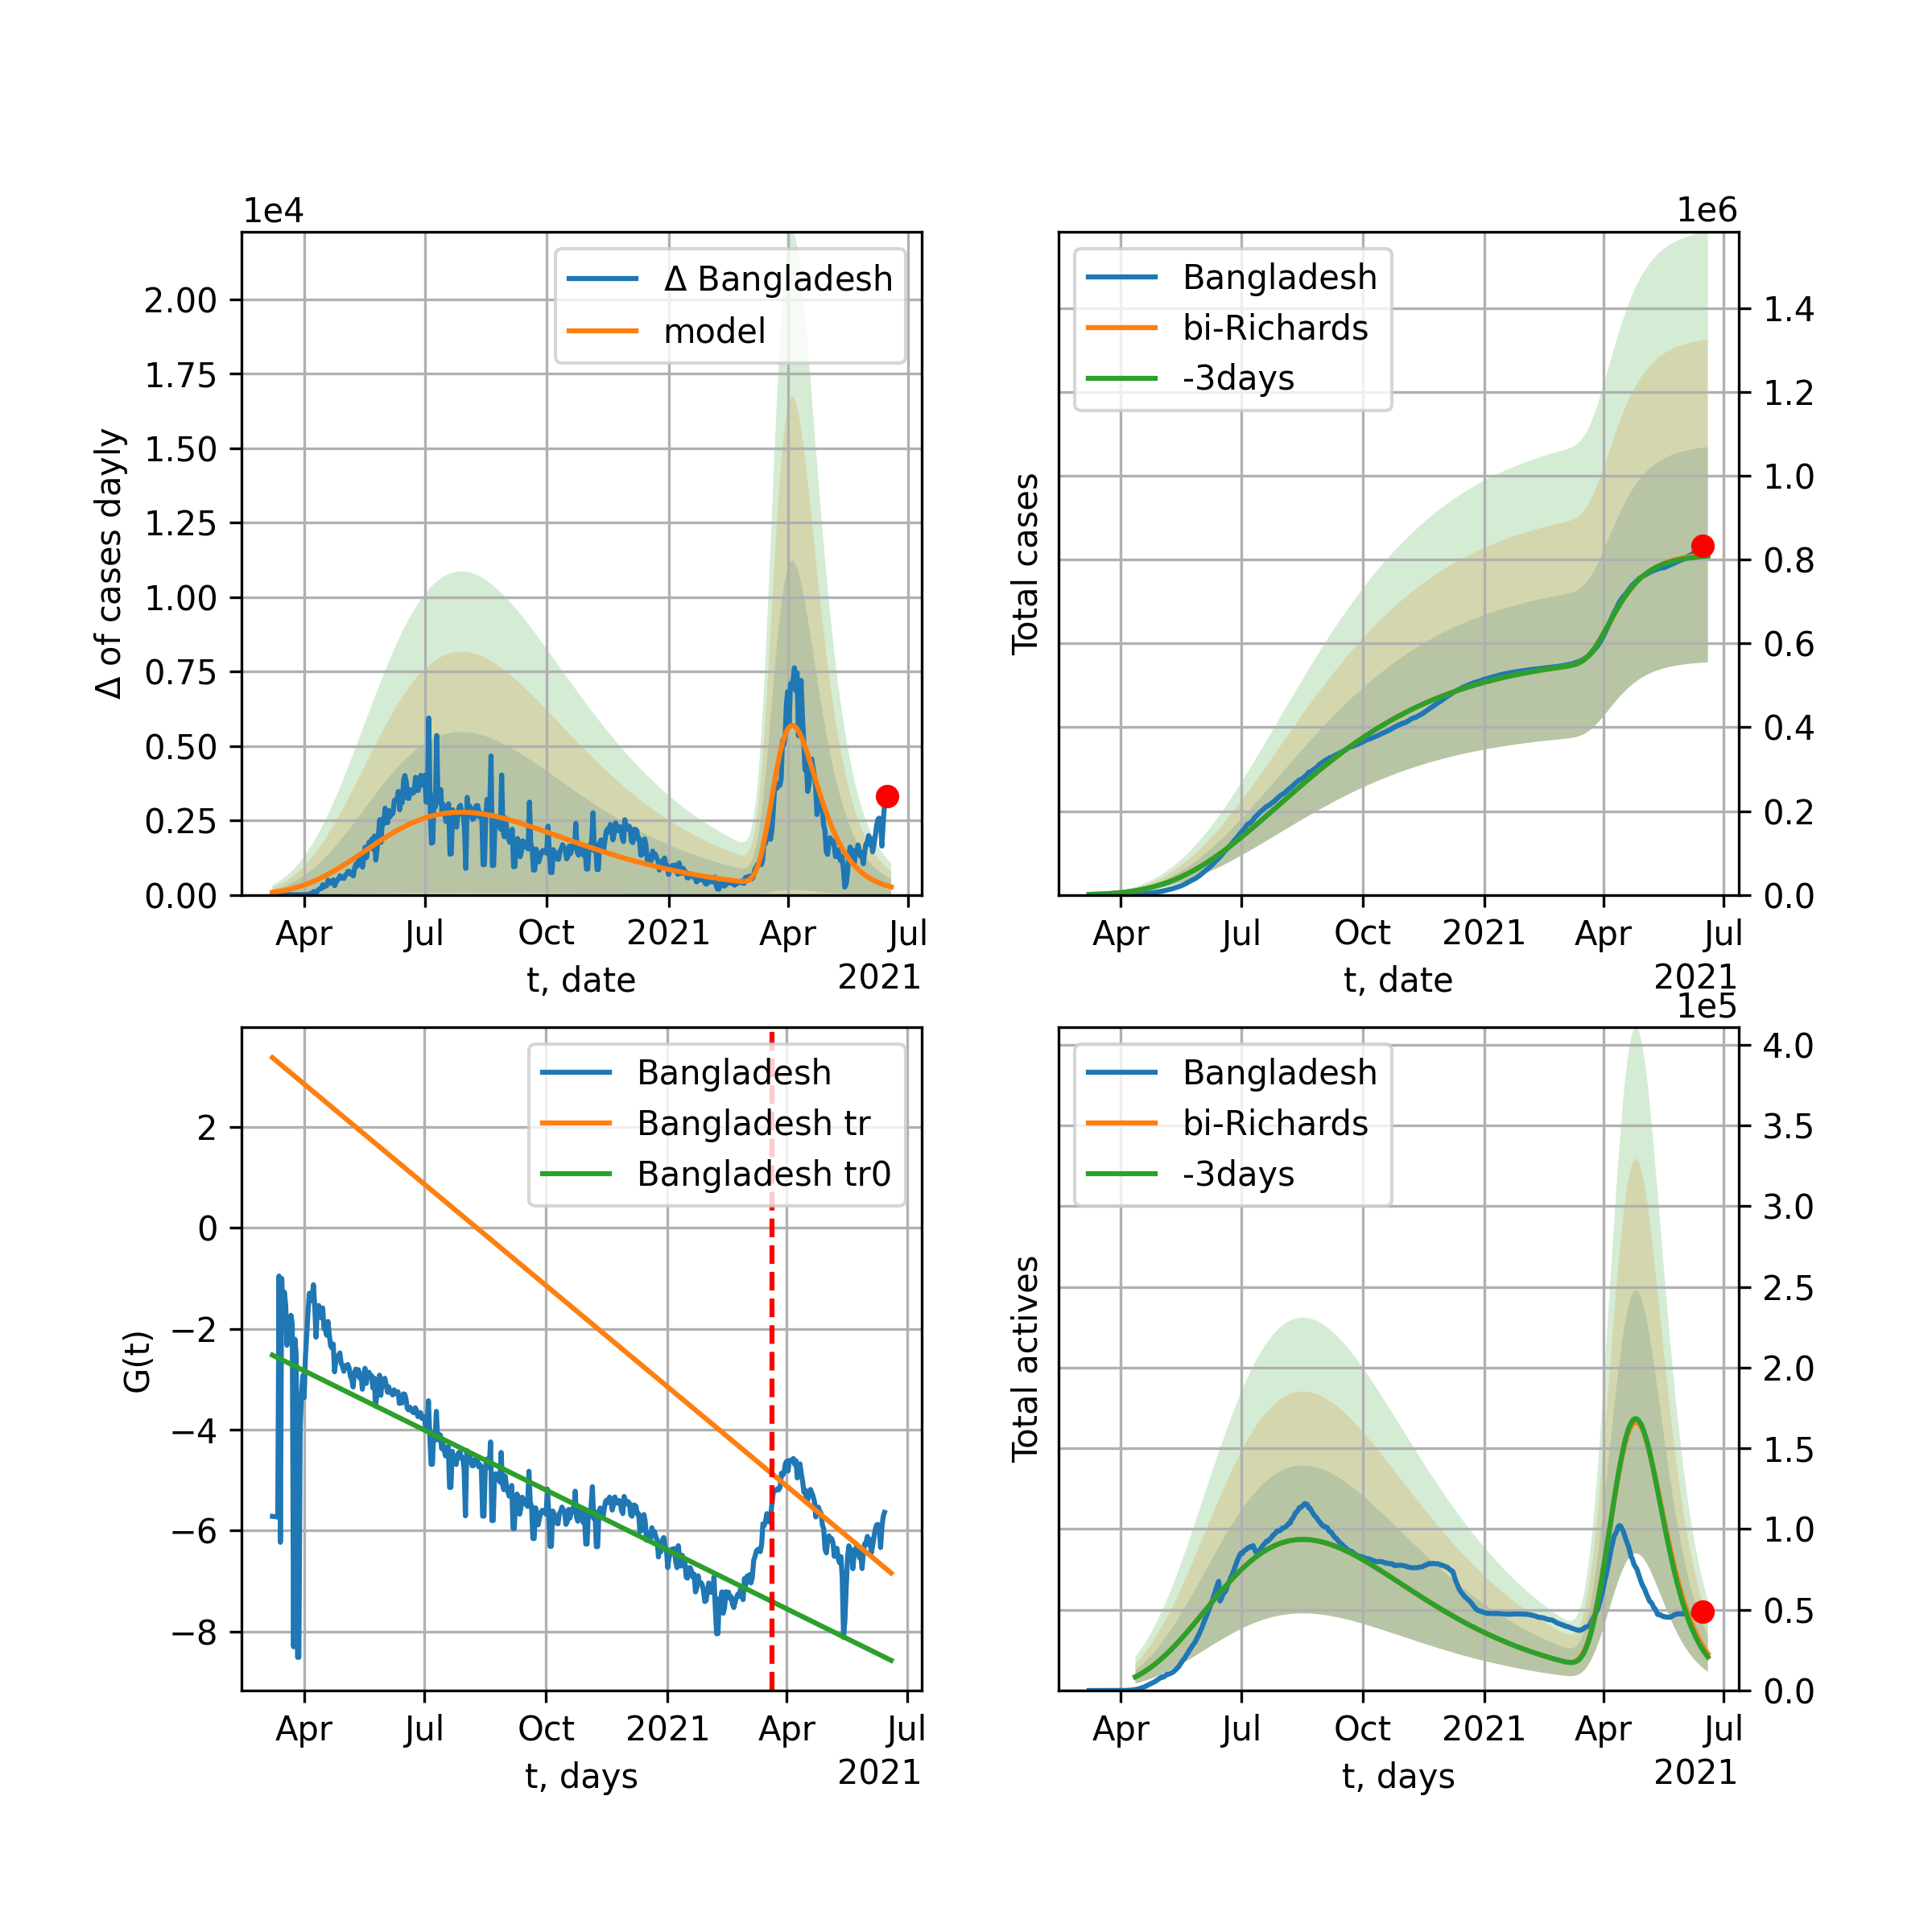 1e4
Δ Bangladesh
model
2.00
1.75
1.50
1.25
1.00
0.75
0.50
0.25
0.00
Δ of cases dayly
Apr Jul Oct 2021 Apr Jul
2021
t, date
1e6
Bangladesh
bi-Richards
-3days
1.4
1.2
1.0
0.8
0.6
0.4
0.2
0.0
Total cases
Apr Jul Oct 2021 Apr Jul
2021
t, date
Bangladesh
Bangladesh tr
Bangladesh tr0
2
0
−2
−4
−6
−8
G(t)
Apr Jul Oct 2021 Apr Jul
2021
t, days
1e5
Bangladesh
bi-Richards
-3days
4.0
3.5
3.0
2.5
2.0
1.5
1.0
0.5
0.0
Total actives
Apr Jul Oct 2021 Apr Jul
2021
t, days